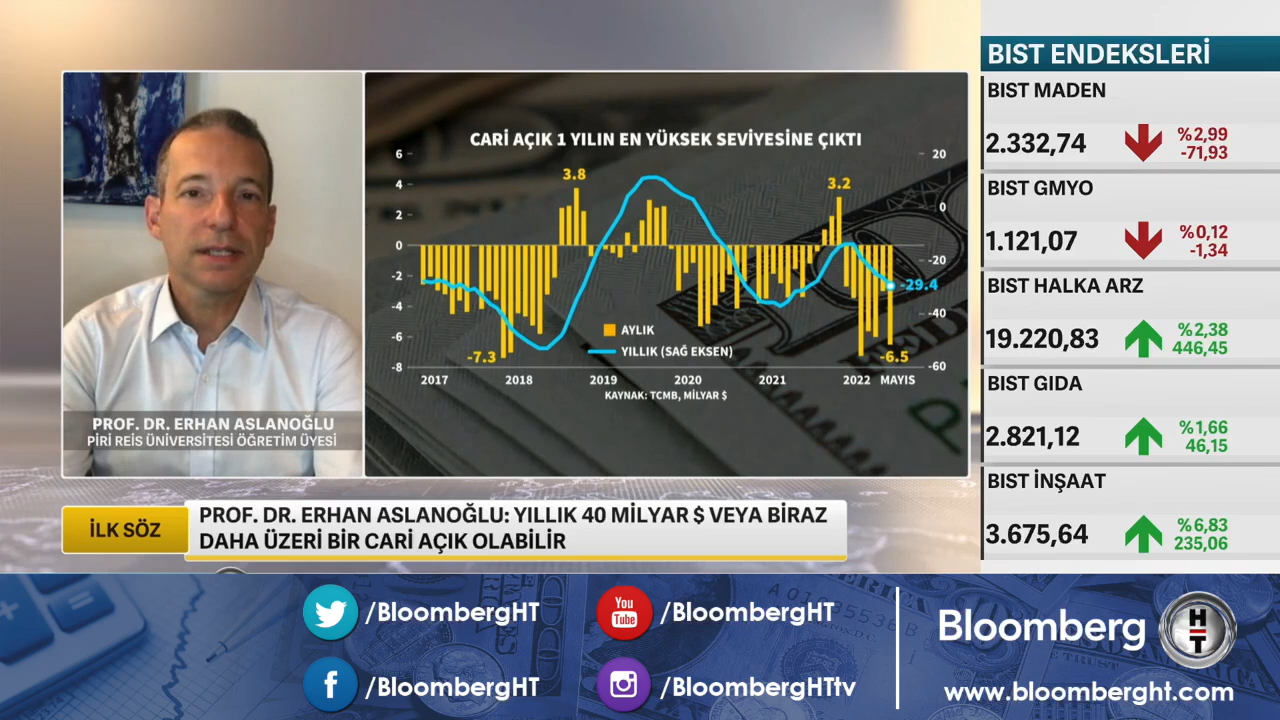 CARİ AÇIK 1 YILIN EN YÜKSEK SEVİYESİNE ÇIKTI
6
4
2
0
-2
-4
-6
-8
20
0
-20
-40
-60
3.8
3.2
-7.3
-29.4
-6.5
AYLIK
YILLIK (SAĞ EKSEN)
2017 2018 2019 2020 2021 2022 MAYIS
KAYNAK: TCMB, MİLYAR $
PROF. DR. ERHAN ASLANOĞLU
PİRİ REİS ÜNİVERSİTESİ ÖĞRETİM ÜYESİ
İLK SÖZ
PROF. DR. ERHAN ASLANOĞLU: YILLIK 40 MİLYAR $ VEYA BİRAZ
DAHA ÜZERİ BİR CARİ AÇIK OLABİLİR
BIST ENDEKSLERİ
BIST MADEN
2.332,74 %2,99
-71,93
BIST GMYO
1.121,07 %0,12
-1,34
BIST HALKA ARZ
19.220,83 %2,38
446,45
BIST GIDA
2.821,12 %1,66
46,15
BIST İNŞAAT
3.675,64 %6,83
235,06
/BloombergHT
You Tube /BloombergHT
f /BloombergHT
/BloombergHTtv
Bloomberg HT
www.bloomberght.com